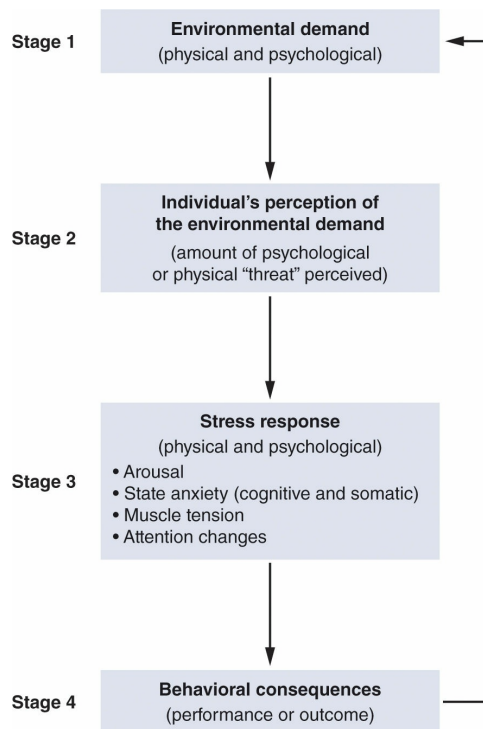 Stage 1
Environmental demand
(physical and psychological)
Stage 2
Individual’s perception of
the environmental demand
(amount of psychological
or physical “threat” perceived)
Stage 3
Stress response
(physical and psychological)
• Arousal
• State anxiety (cognitive and somatic)
• Muscle tension
• Attention changes
Stage 4
Behavioral consequences
(performance or outcome)